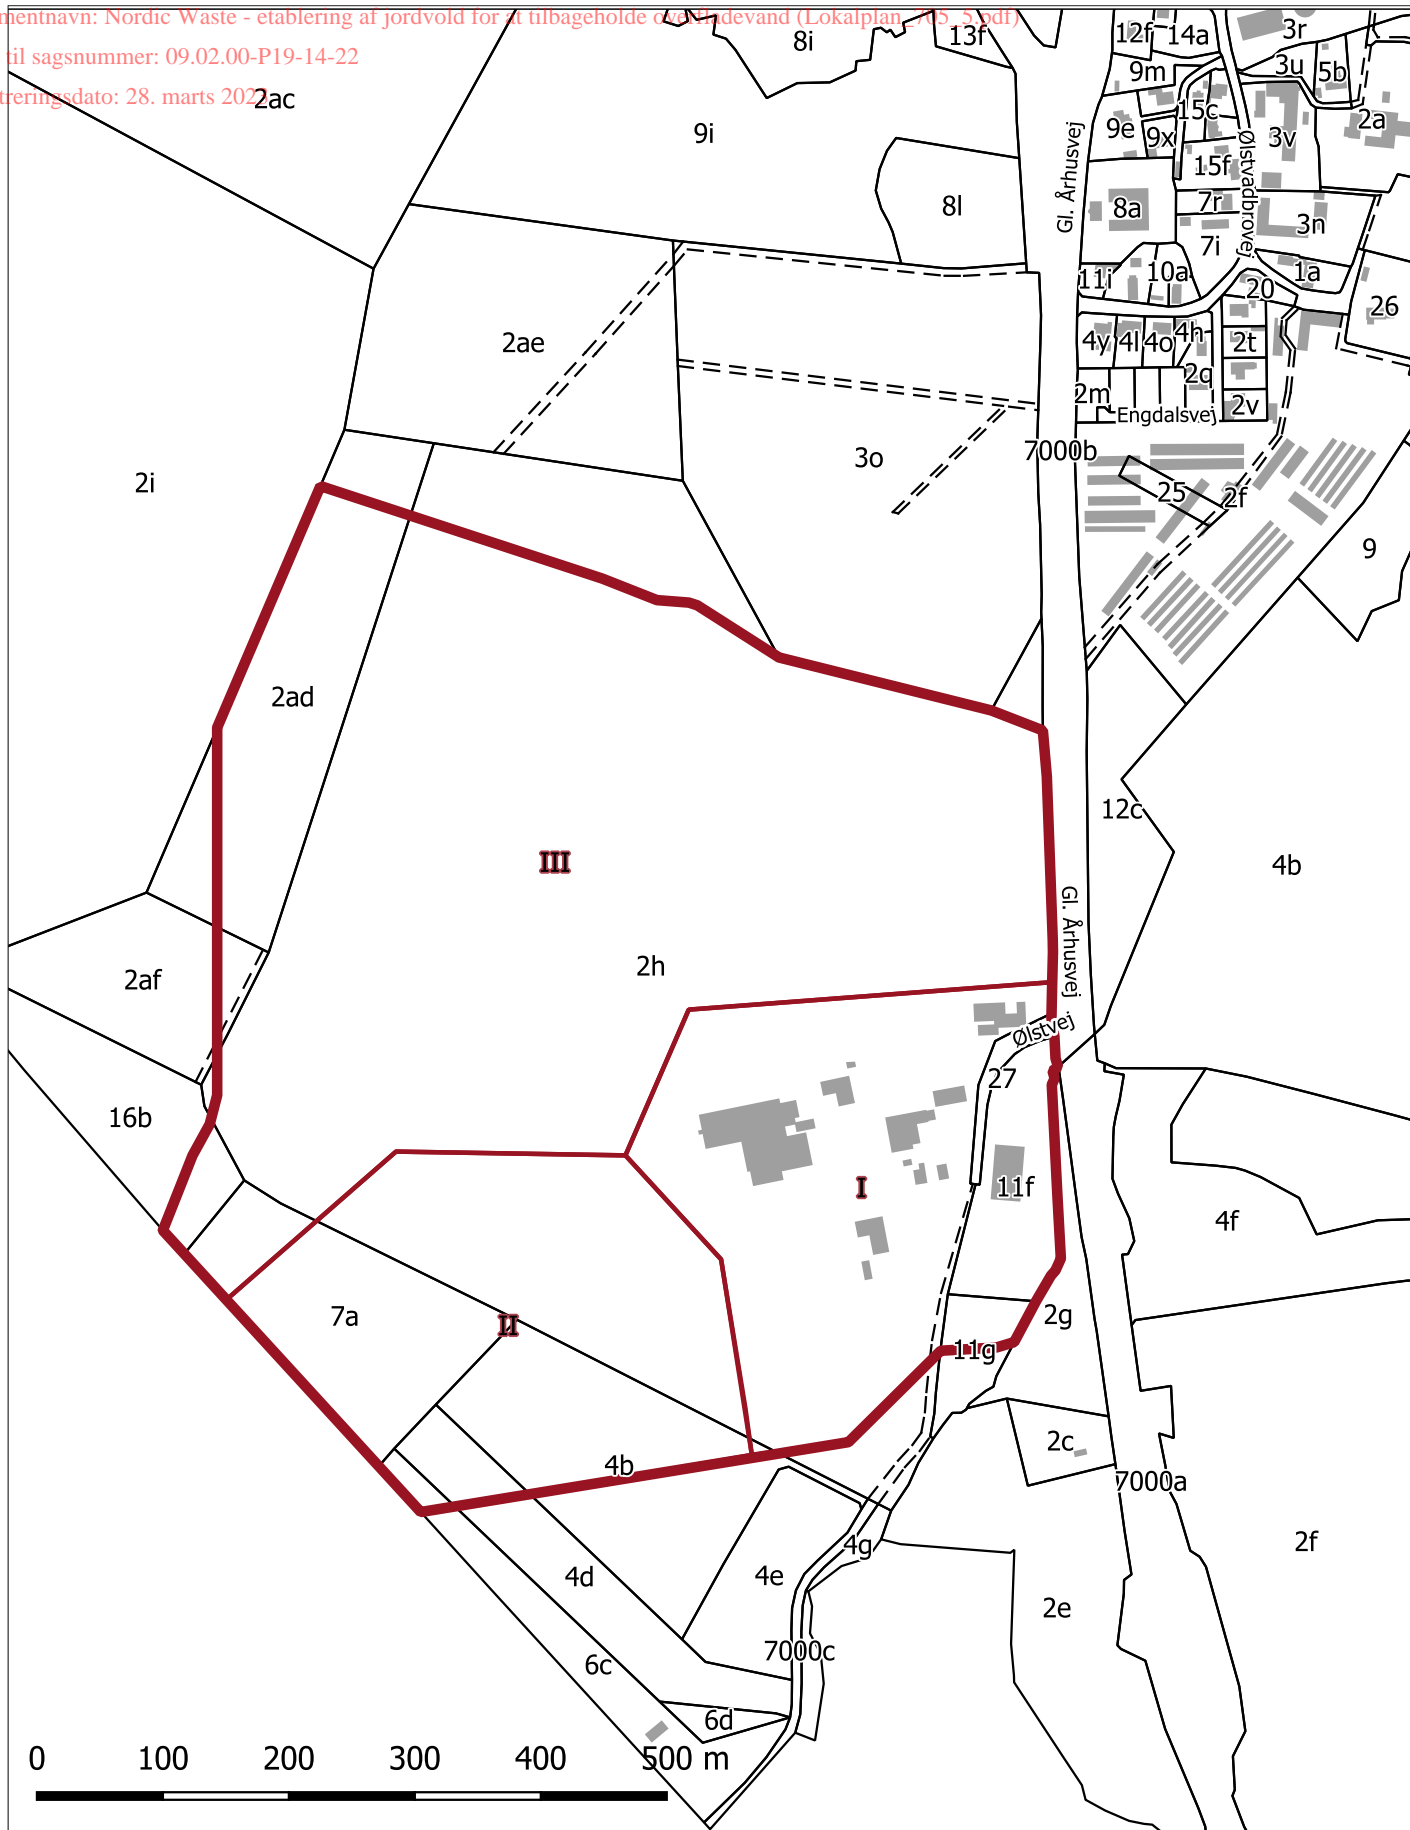 mentnavn: Nordic Waste - etablering af jordvold for at tilbageholde overfladevand (Lokalplan_705_5.pdf)
til sagsnummer: 09.02.00-P19-14-22
treringsdato: 28. marts 2022
8i
13f
12f
14a
3r
9m
3u
5b
2ac
9i
15c
9e
9x
3v
2a
Gl. Århusvej
Ølstvadbrovej
15f
8l
8a
7r
3n
7i
11i
10a
1a
20
26
2ae
4y
4l
4o
4h
2t
2q
2m
2v
Engdalsvej
7000b
3o
2i
25
2f
9
2ad
12c
4b
III
Gl. Århusvej
2h
2af
Ølstvej
27
16b
I
11f
4f
7a
II
2g
11g
2c
4b
7000a
4g
2f
4d
4e
2e
7000c
6c
6d
0 100 200 300 400 500 m